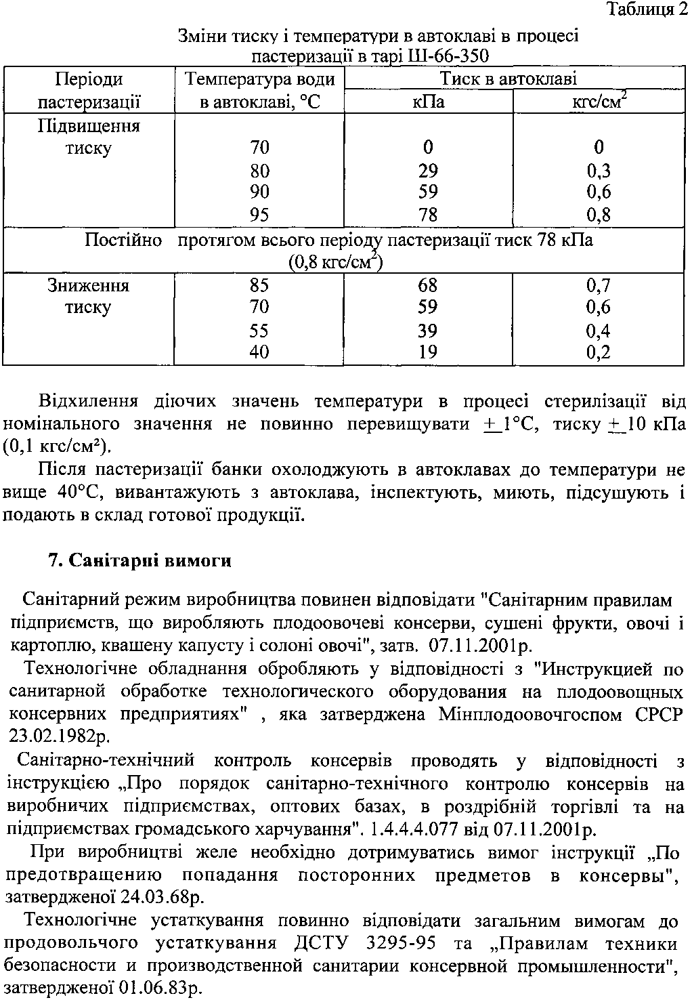 Таблиця 2
Зміни тиску і температури в автоклаві в процесі
пастеризації в тарі Ш-66-350
Періоди Температура води Тиск в автоклаві
пастеризації в автоклаві, °С кПа кгс/см²
Підвищення
тиску 70 0 0
80 29 0,3
90 59 0,6
95 78 0,8
Постійно протягом всього періоду пастеризації тиск 78 кПа
(0,8 кгс/см²)
Зниження 85 68 0,7
тиску 70 59 0,6
55 39 0,4
40 19 0,2
Відхилення діючих значень температури в процесі стерилізації від
номінального значення не повинно перевищувати ± 1°С, тиску ± 10 кПа
(0,1 кгс/см²).
Після пастеризації банки охолоджують в автоклавах до температури не
вище 40°С, вивантажують з автоклава, інспектують, миють, підсушують і
подають в склад готової продукції.
7. Санітарні вимоги
Санітарний режим виробництва повинен відповідати "Санітарним правилам
підприємств, що виробляють плодоовочеві консерви, сушені фрукти, овочі і
картоплю, квашену капусту і солоні овочі", затв. 07.11.2001р.
Технологічне обладнання обробляють у відповідності з "Инструкцией по
санитарной обработке технологического оборудования на плодоовощных
консервних предприятиях" , яка затверджена Мінплодоовочгоспом СРСР
23.02.1982р.
Санітарно-технічний контроль консервів проводять у відповідності з
інструкцією „Про порядок санітарно-технічного контролю консервів на
виробничих підприємствах, оптових базах, в роздрібній торгівлі та на
підприємствах громадського харчування". 1.4.4.4.077 від 07.11.2001р.
При виробництві желе необхідно дотримуватись вимог інструкції „По
предотвращению попадання посторонних предметов в консервы",
затвердженої 24.03.68р.
Технологічне устаткування повинно відповідати загальним вимогам до
продовольчого устаткування ДСТУ 3295-95 та „Правилам техники
безопасности и производственной санитарии консервной промышленности",
затвердженої 01.06.83р.